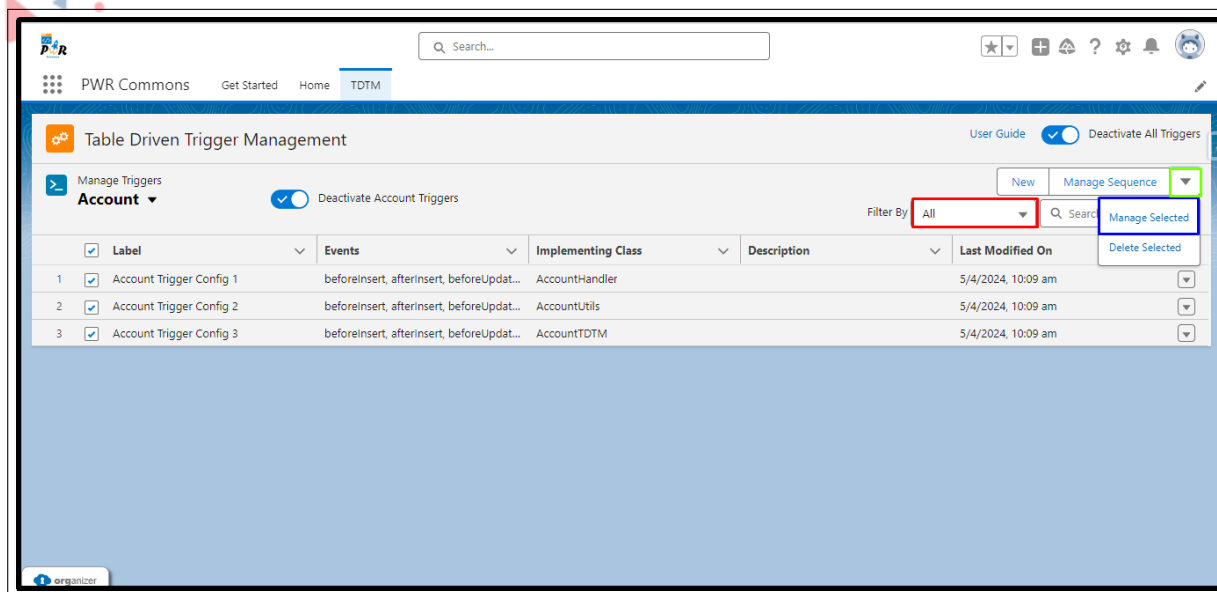 PWR
Search...
PWR Commons Get Started Home TDTM
Table Driven Trigger Management User Guide Deactivate All Triggers
Manage Triggers
Account Deactivate Account Triggers
New Manage Sequence
Filter By All Searc Manage Selected
Delete Selected
Label Events Implementing Class Description Last Modified On
1 Account Trigger Config 1 beforeInsert, afterInsert, beforeUpdat... AccountHandler 5/4/2024, 10:09 am
2 Account Trigger Config 2 beforeInsert, afterInsert, beforeUpdat... AccountUtils 5/4/2024, 10:09 am
3 Account Trigger Config 3 beforeInsert, afterInsert, beforeUpdat... AccountTDTM 5/4/2024, 10:09 am
organizer